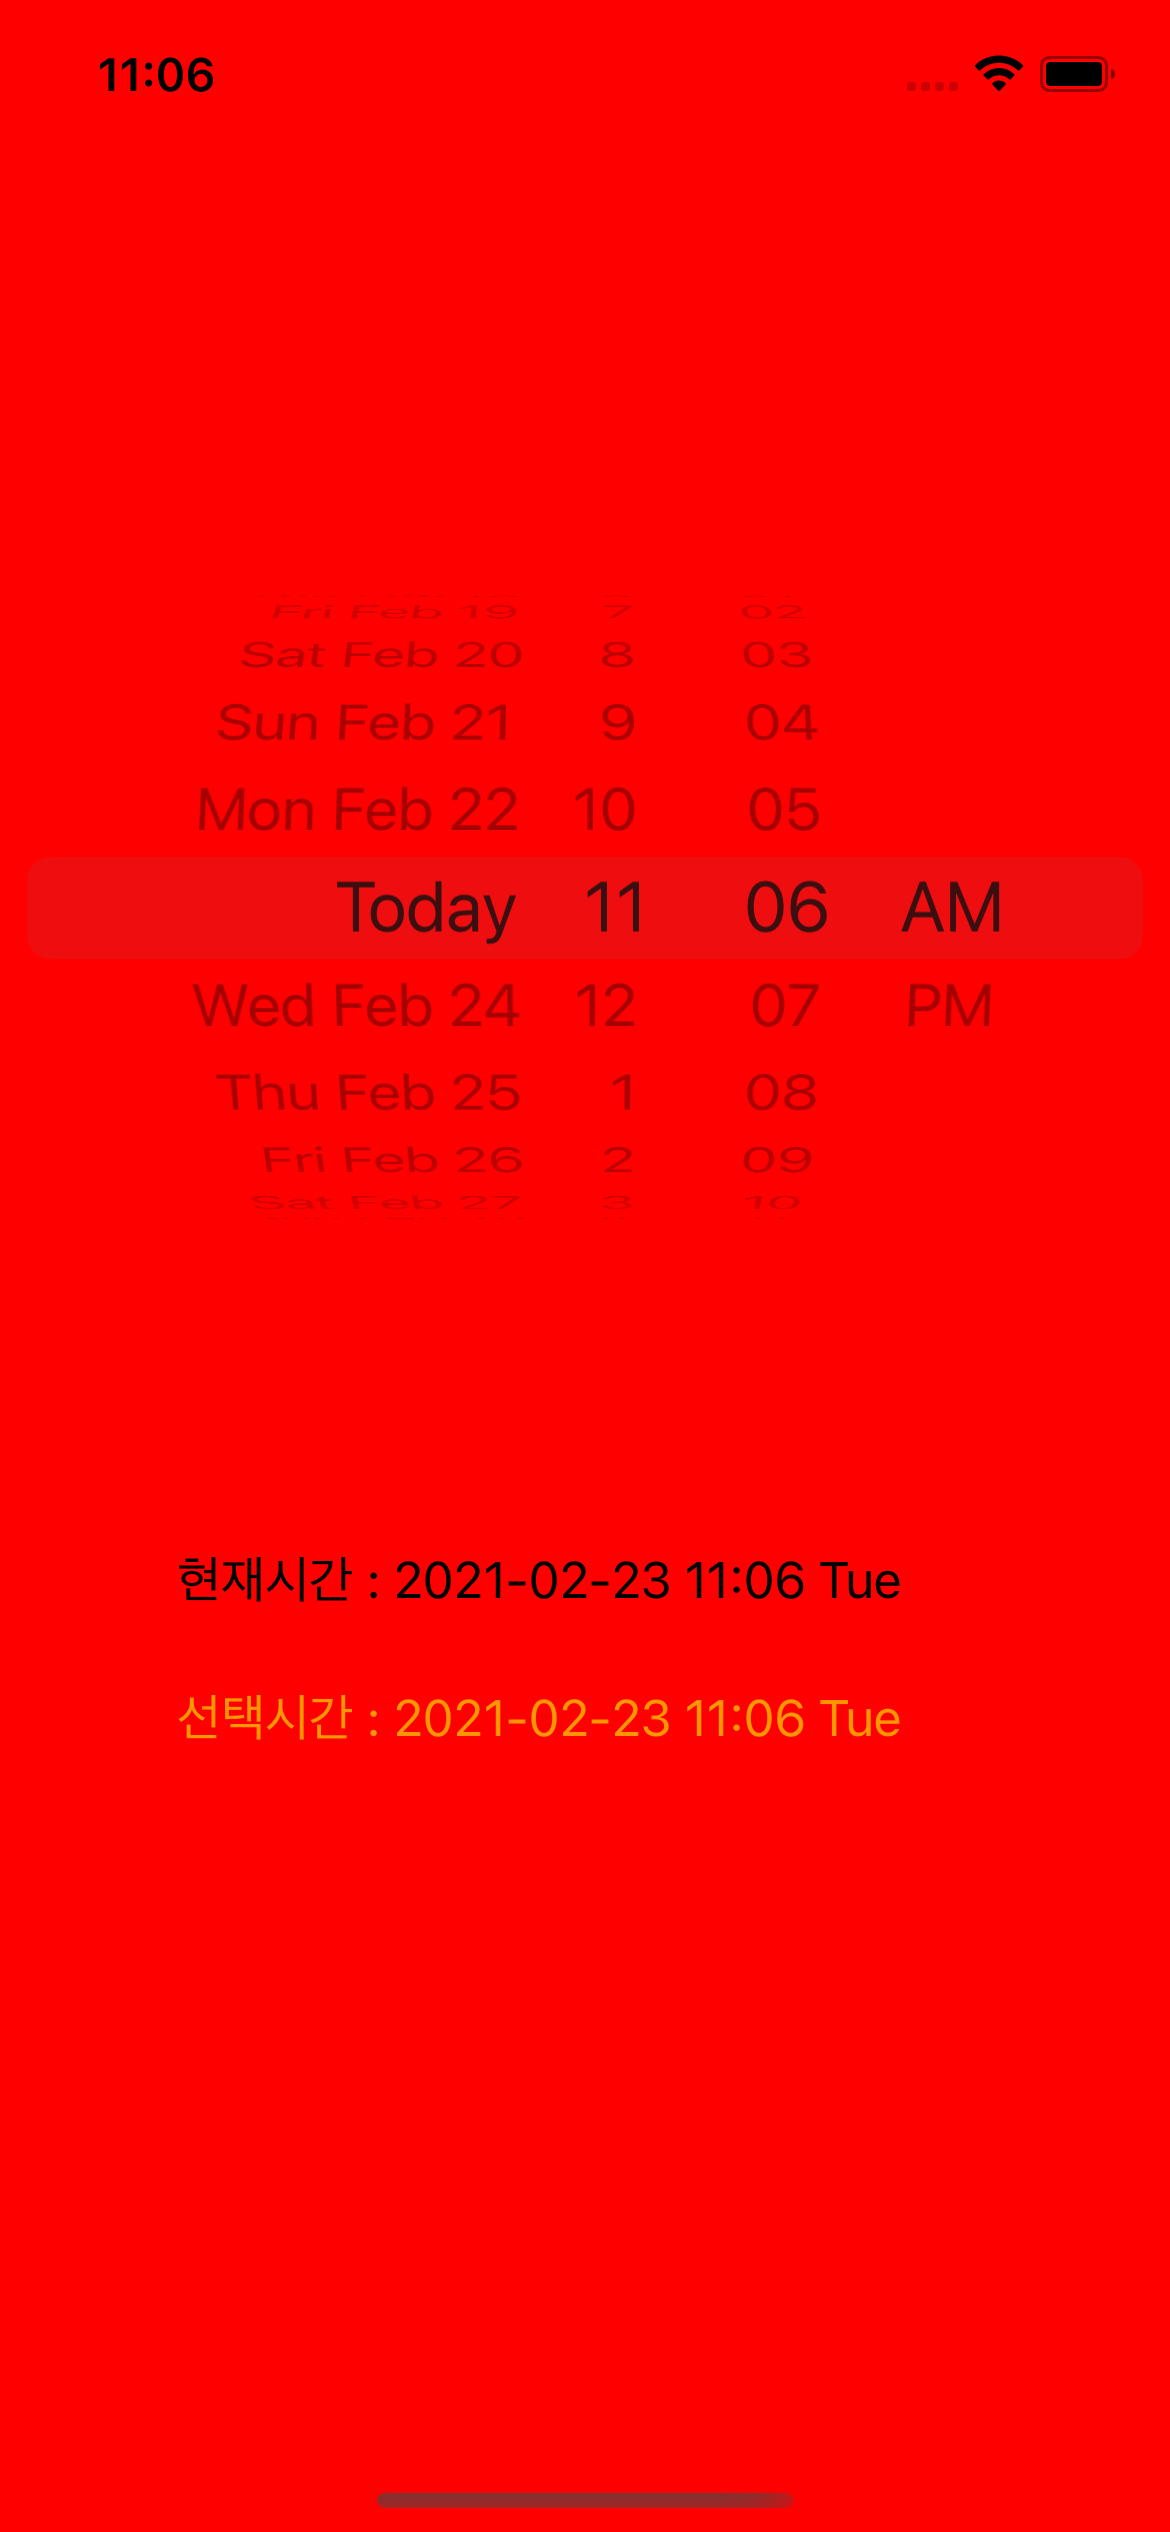 11:06
Fri Feb 19 7 02
Sat Feb 20 8 03
Sun Feb 21 9 04
Mon Feb 22 10 05
Today 11 06 AM
Wed Feb 24 12 07 PM
Thu Feb 25 1 08
Fri Feb 26 2 09
Sat Feb 27 3 10
현재시간 : 2021-02-23 11:06 Tue
선택시간 : 2021-02-23 11:06 Tue